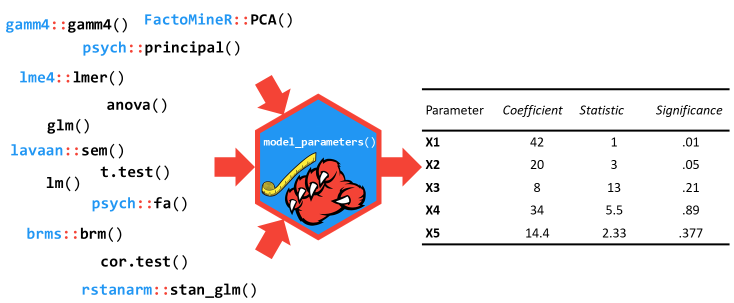 gamm4::gamm4()
FactoMineR::PCA()
psych::principal()
lme4::lmer()
anova()
glm()
lavaan::sem()
t.test()
lm()
psych::fa()
brms::brm()
cor.test()
rstanarm::stan_glm()
model_parameters()
Parameter Coefficient Statistic Significance
X1 42 1 .01
X2 20 3 .05
X3 8 13 .21
X4 34 5.5 .89
X5 14.4 2.33 .377